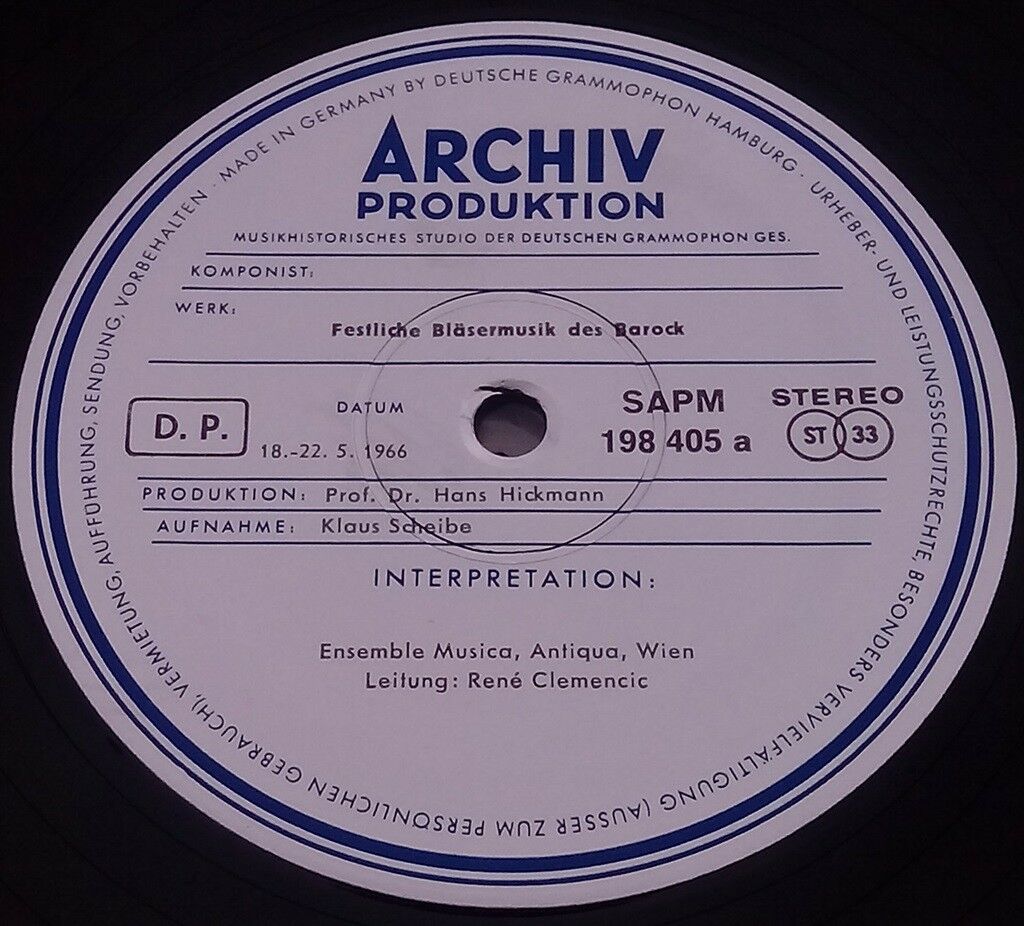 MADE IN GERMANY BY DEUTSCHE GRAMMOPHON HAMBURG · URHEBER- UND LEISTUNGSSCHUTZRECHTE, BESONDERS VERVIELFÄLTIGUNG (AUSSER ZUM PERSÖNLICHEN GEBRAUCH), VERMIETUNG, AUFFÜHRUNG, SENDUNG, VORBEHALTEN ·
ARCHIV
PRODUKTION
MUSIKHISTORISCHES STUDIO DER DEUTSCHEN GRAMMOPHON GES.
KOMPONIST:
WERK:
Festliche Bläsermusik des Barock
D. P.
DATUM
18.-22. 5. 1966
SAPM
198 405 a
STEREO
ST 33
PRODUKTION: Prof. Dr. Hans Hickmann
AUFNAHME: Klaus Scheibe
INTERPRETATION:
Ensemble Musica, Antiqua, Wien
Leitung: René Clemencic